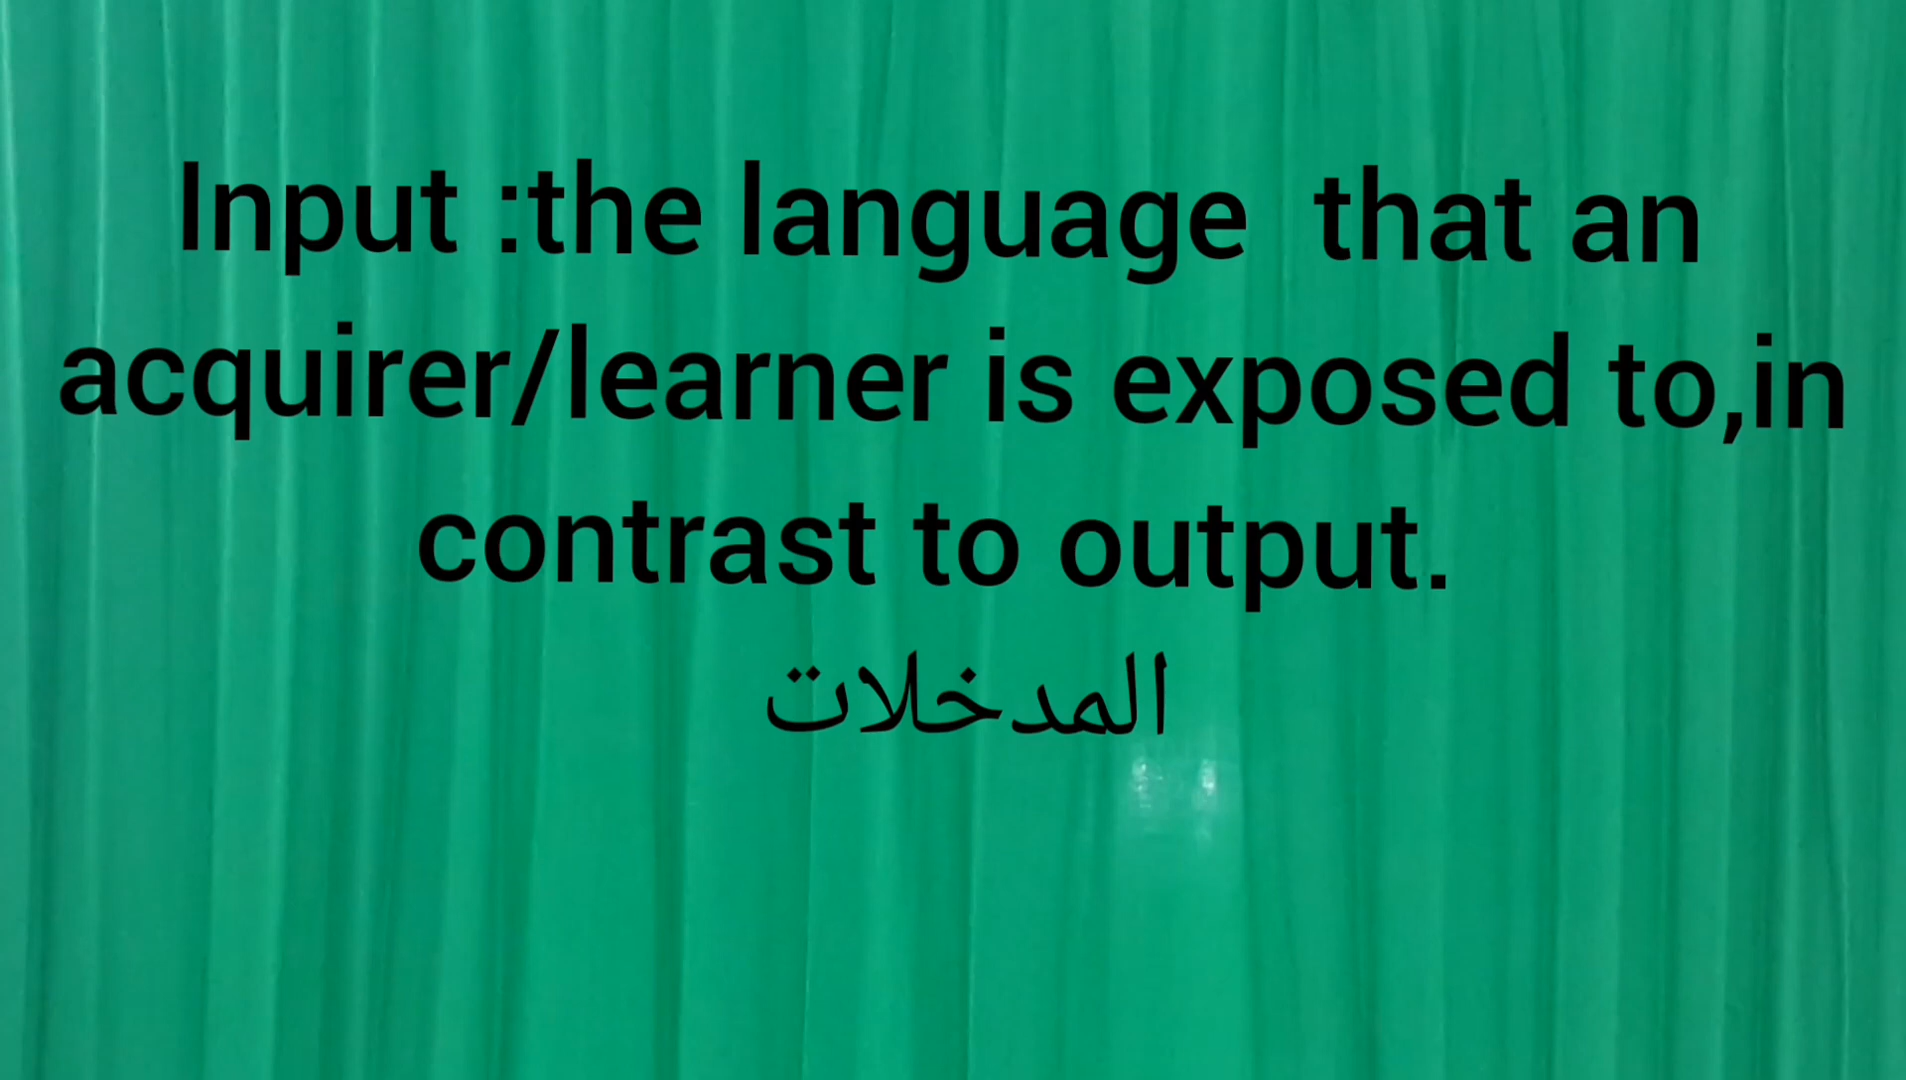 Input :the language  that an
acquirer/learner is exposed to,in
contrast to output.
المدخلات